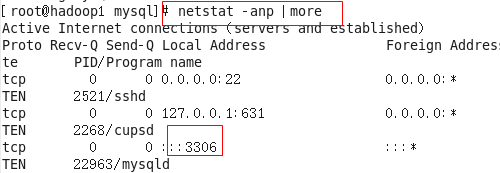 [root@hadoop1 mysql]# netstat -anp |more
Active Internet connections (servers and established)
Proto Recv-Q Send-Q Local Address Foreign Address
te PID/Program name
tcp 0 0 0.0.0.0:22 0.0.0.0:*
TEN 2521/sshd
tcp 0 0 127.0.0.1:631 0.0.0.0:*
TEN 2268/cupsd
tcp 0 0 :::3306 :::*
TEN 22963/mysqld